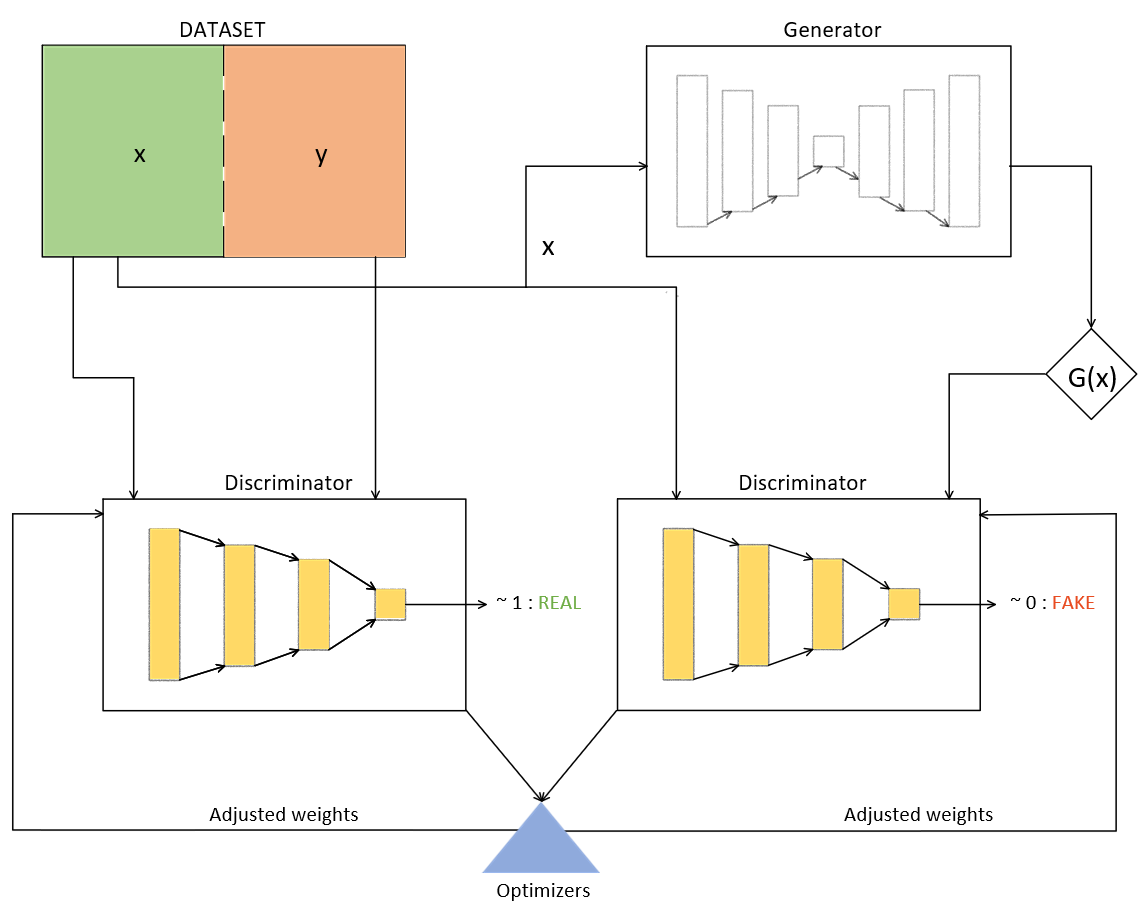 DATASET
Generator
x
y
x
G(x)
Discriminator
Discriminator
~ 1 : REAL
~ 0 : FAKE
Adjusted weights
Adjusted weights
Optimizers